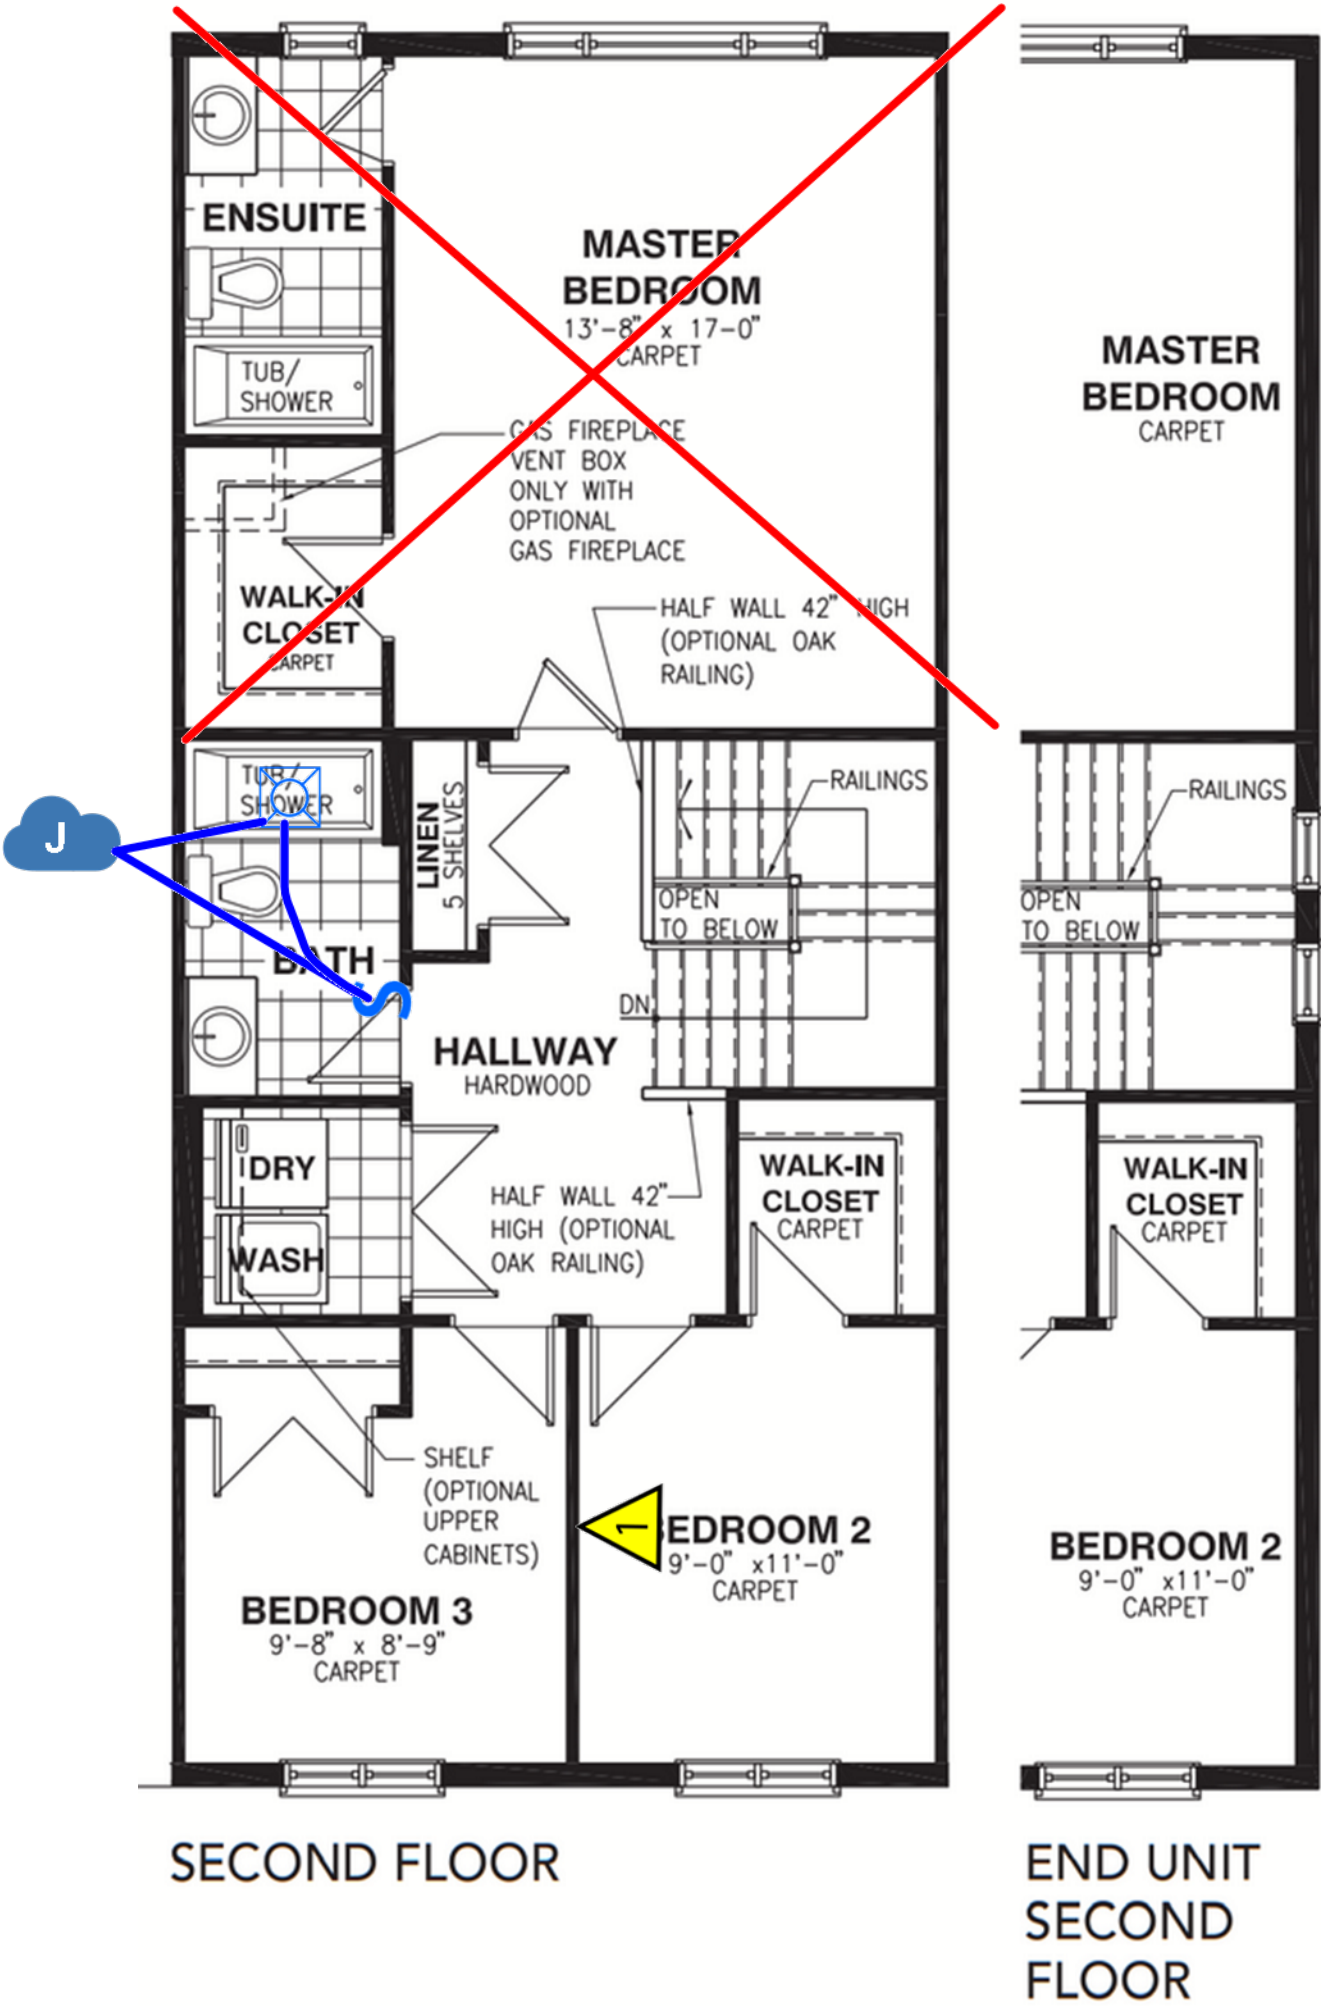 ENSUITE
TUB/
SHOWER
MASTER
BEDROOM
13'-8" x 17-0"
CARPET
GAS FIREPLACE
VENT BOX
ONLY WITH
OPTIONAL
GAS FIREPLACE
WALK-IN
CLOSET
CARPET
HALF WALL 42" HIGH
(OPTIONAL OAK
RAILING)
MASTER
BEDROOM
CARPET
J
TUB/
SHOWER
BATH
LINEN
5 SHELVES
RAILINGS
OPEN
TO BELOW
DN
RAILINGS
OPEN
TO BELOW
HALLWAY
HARDWOOD
DRY
WASH
HALF WALL 42"
HIGH (OPTIONAL
OAK RAILING)
WALK-IN
CLOSET
CARPET
WALK-IN
CLOSET
CARPET
SHELF
(OPTIONAL
UPPER
CABINETS)
BEDROOM 3
9'-8" x 8'-9"
CARPET
1
BEDROOM 2
9'-0" x11'-0"
CARPET
BEDROOM 2
9'-0" x11'-0"
CARPET
SECOND FLOOR
END UNIT
SECOND
FLOOR